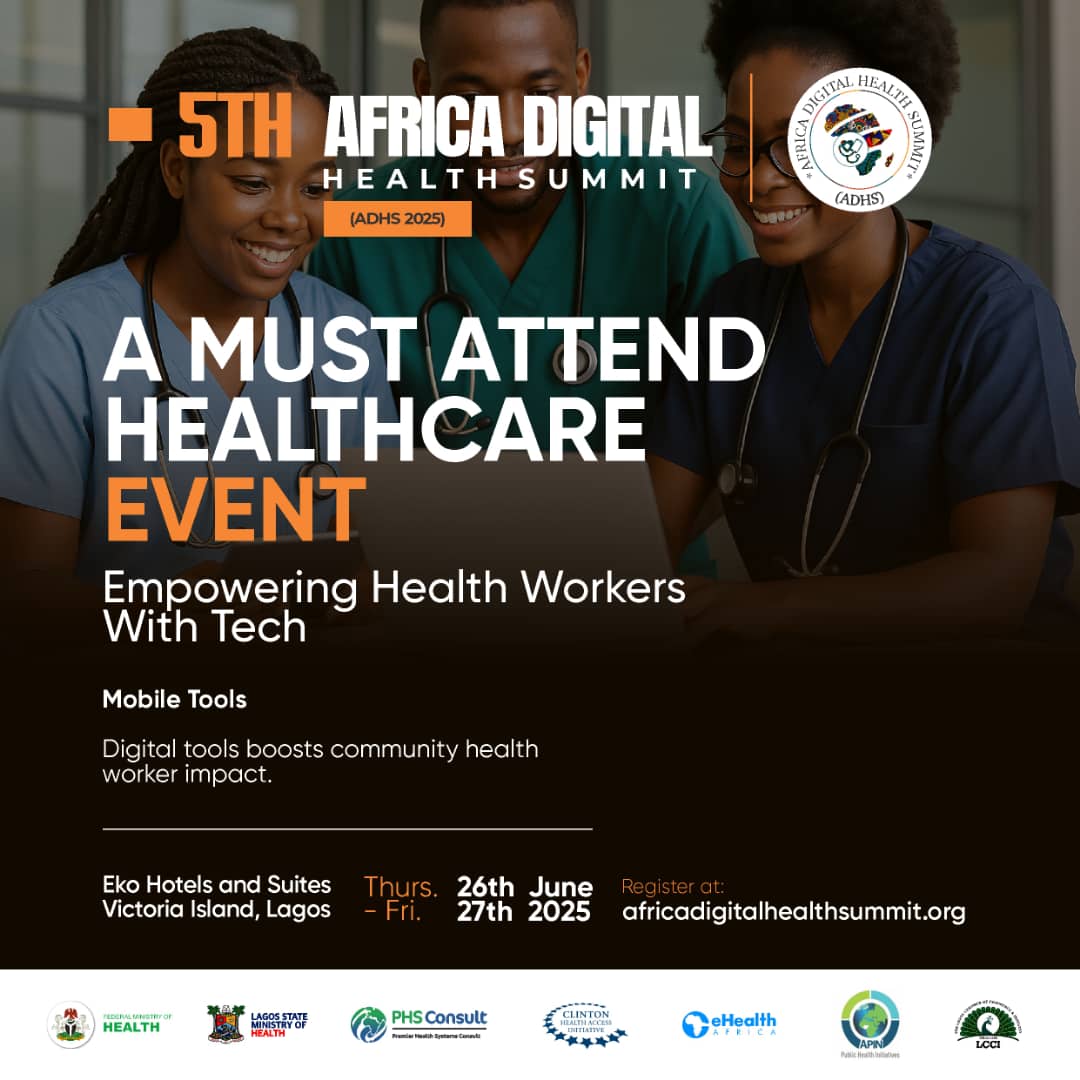 5TH AFRICA DIGITAL
HEALTH SUMMIT
(ADHS 2025)
* AFRICA DIGITAL HEALTH SUMMIT *
(ADHS)
A MUST ATTEND
HEALTHCARE
EVENT
Empowering Health Workers
With Tech
Mobile Tools
Digital tools boosts community health
worker impact.
Eko Hotels and Suites
Victoria Island, Lagos
Thurs. 26th June
- Fri. 27th 2025
Register at:
africadigitalhealthsummit.org
FEDERAL MINISTRY OF
HEALTH
LAGOS STATE
MINISTRY OF
HEALTH
PHS Consult
Premier Health Systems Consult
CLINTON
HEALTH ACCESS
INITIATIVE
eHealth
AFRICA
APIN
Public Health Initiatives
LCCI